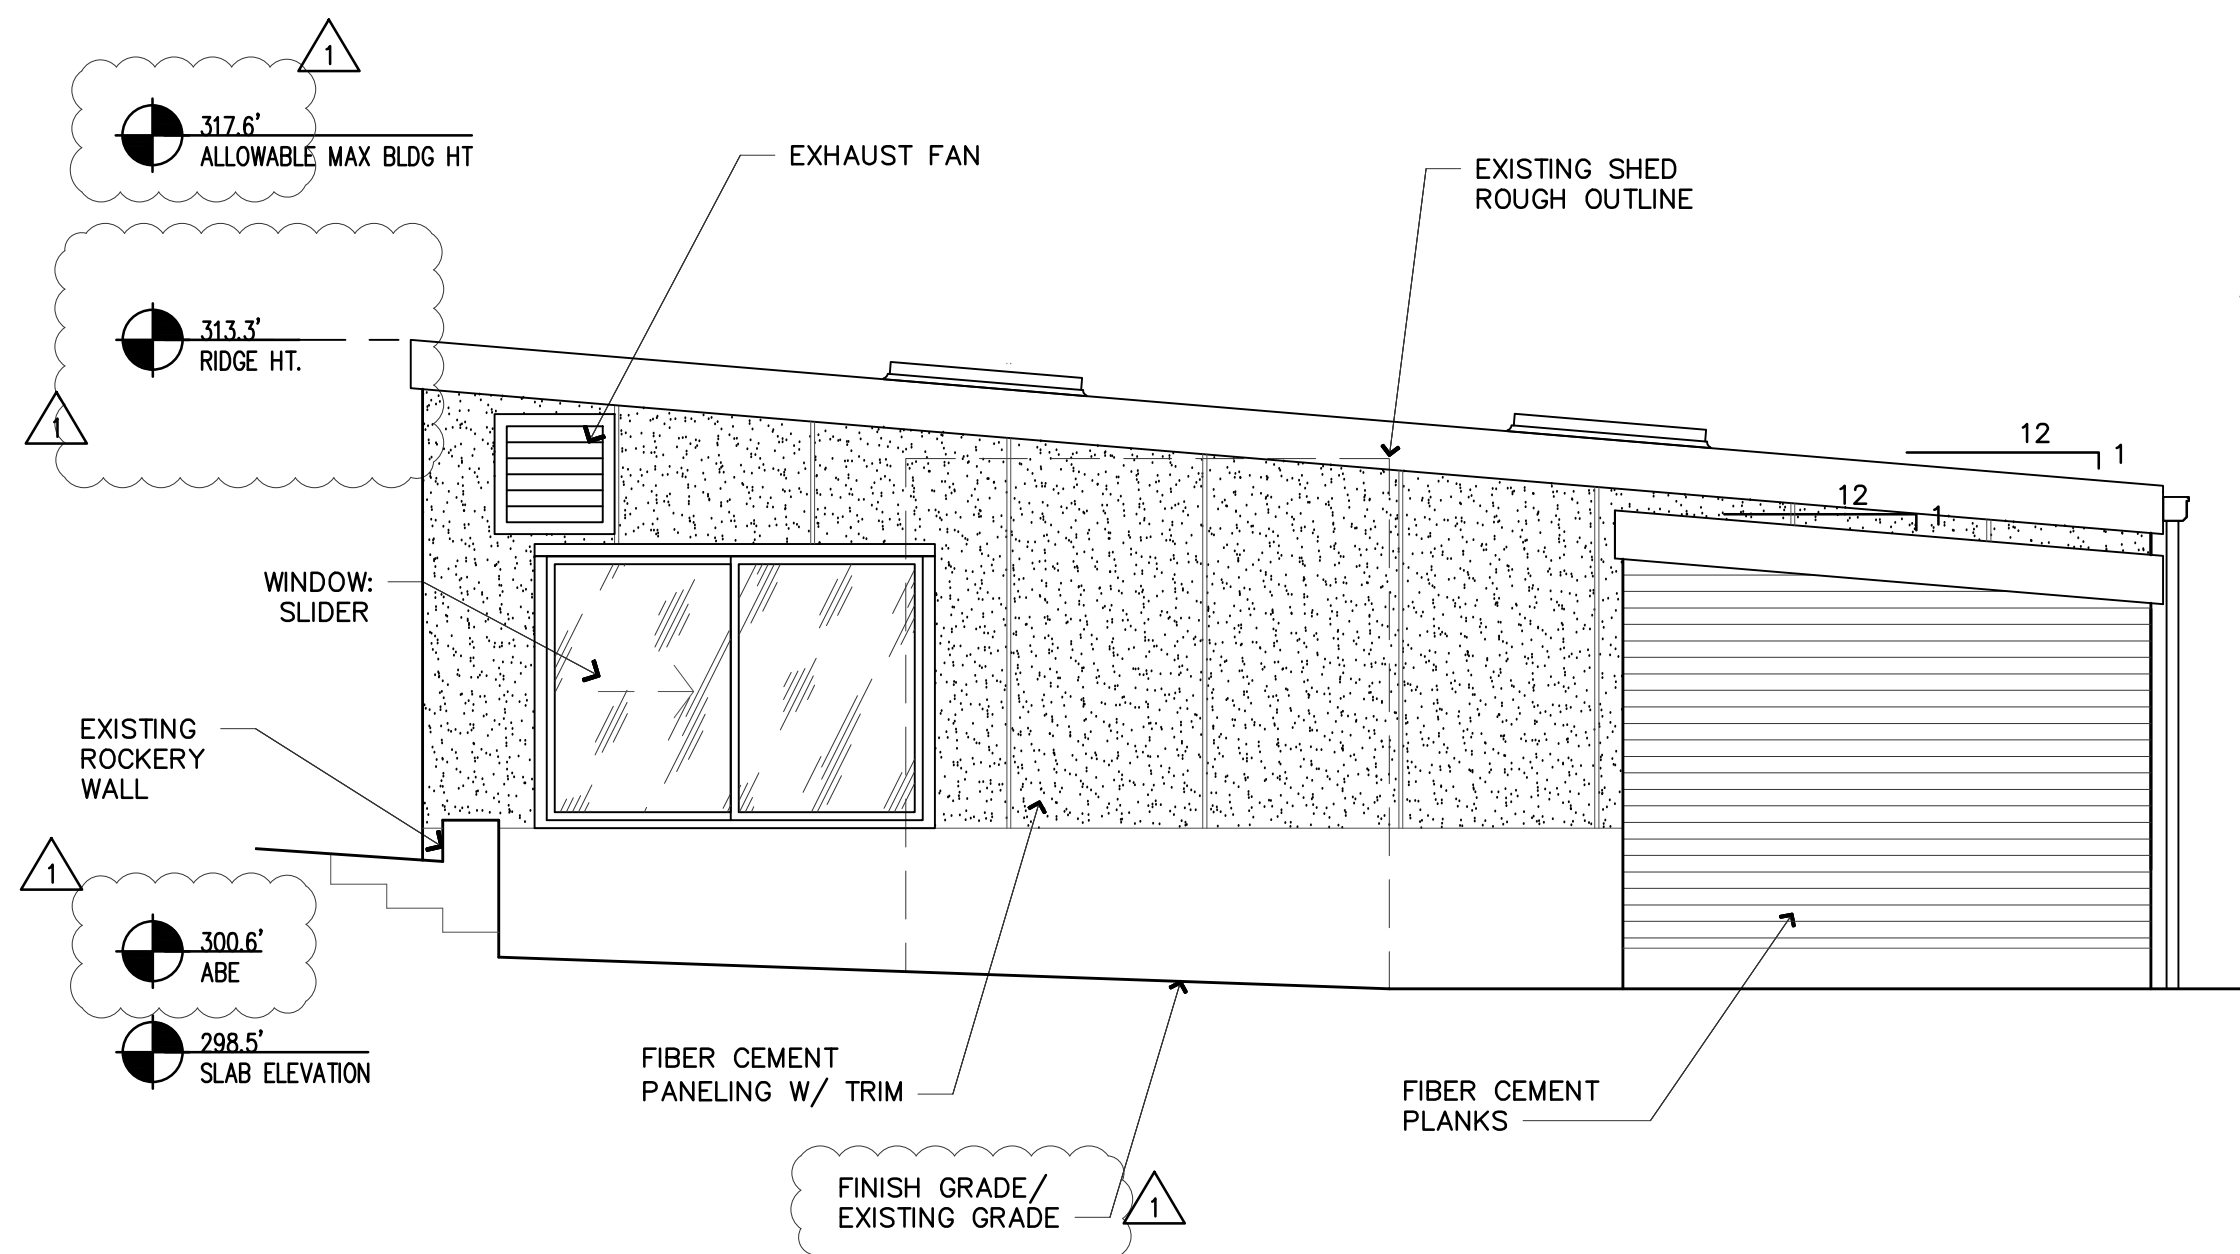 1
317.6'
ALLOWABLE MAX BLDG HT
EXHAUST FAN
EXISTING SHED
ROUGH OUTLINE
313.3'
RIDGE HT.
1
12
1
12
1
WINDOW:
SLIDER
EXISTING
ROCKERY
WALL
1
300.6'
ABE
298.5'
SLAB ELEVATION
FIBER CEMENT
PANELING W/ TRIM
FIBER CEMENT
PLANKS
FINISH GRADE/
EXISTING GRADE
1